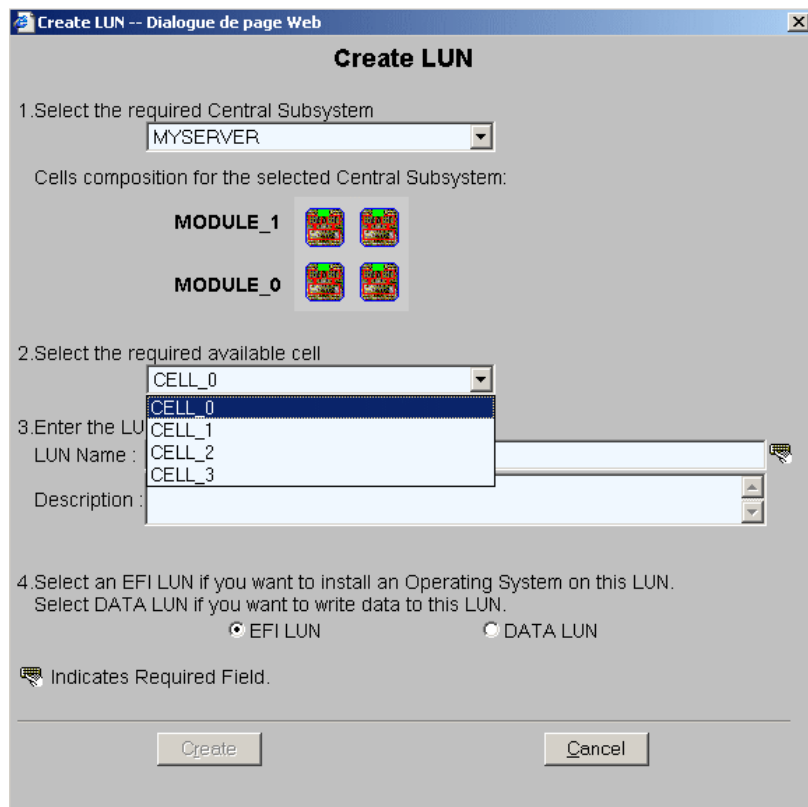 Create LUN -- Dialogue de page Web
Create LUN
1.Select the required Central Subsystem
MYSERVER
Cells composition for the selected Central Subsystem:
MODULE_1
MODULE_0
2.Select the required available cell
CELL_0
CELL_0
CELL_1
CELL_2
CELL_3
3.Enter the LU
LUN Name :
Description :
4.Select an EFI LUN if you want to install an Operating System on this LUN.
Select DATA LUN if you want to write data to this LUN.
EFI LUN DATA LUN
Indicates Required Field.
Create Cancel